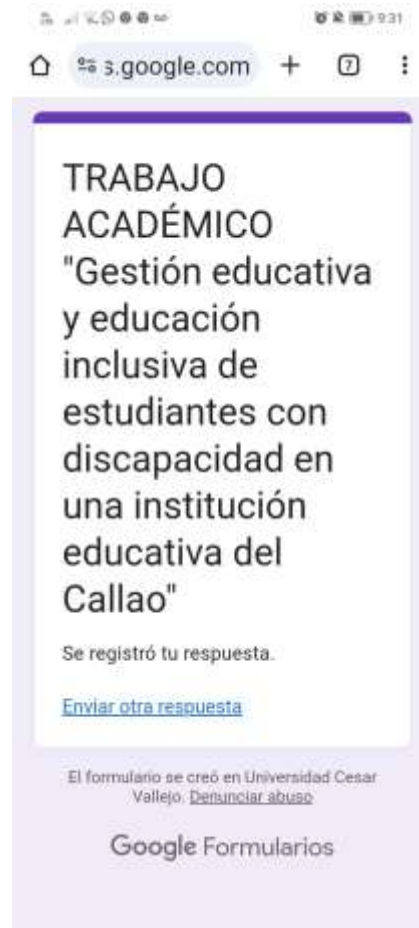 9:31
s.google.com
7
TRABAJO
ACADÉMICO
"Gestión educativa
y educación
inclusiva de
estudiantes con
discapacidad en
una institución
educativa del
Callao"
Se registró tu respuesta.
Enviar otra respuesta
El formulario se creó en Universidad Cesar
Vallejo. Denunciar abuso
Google Formularios